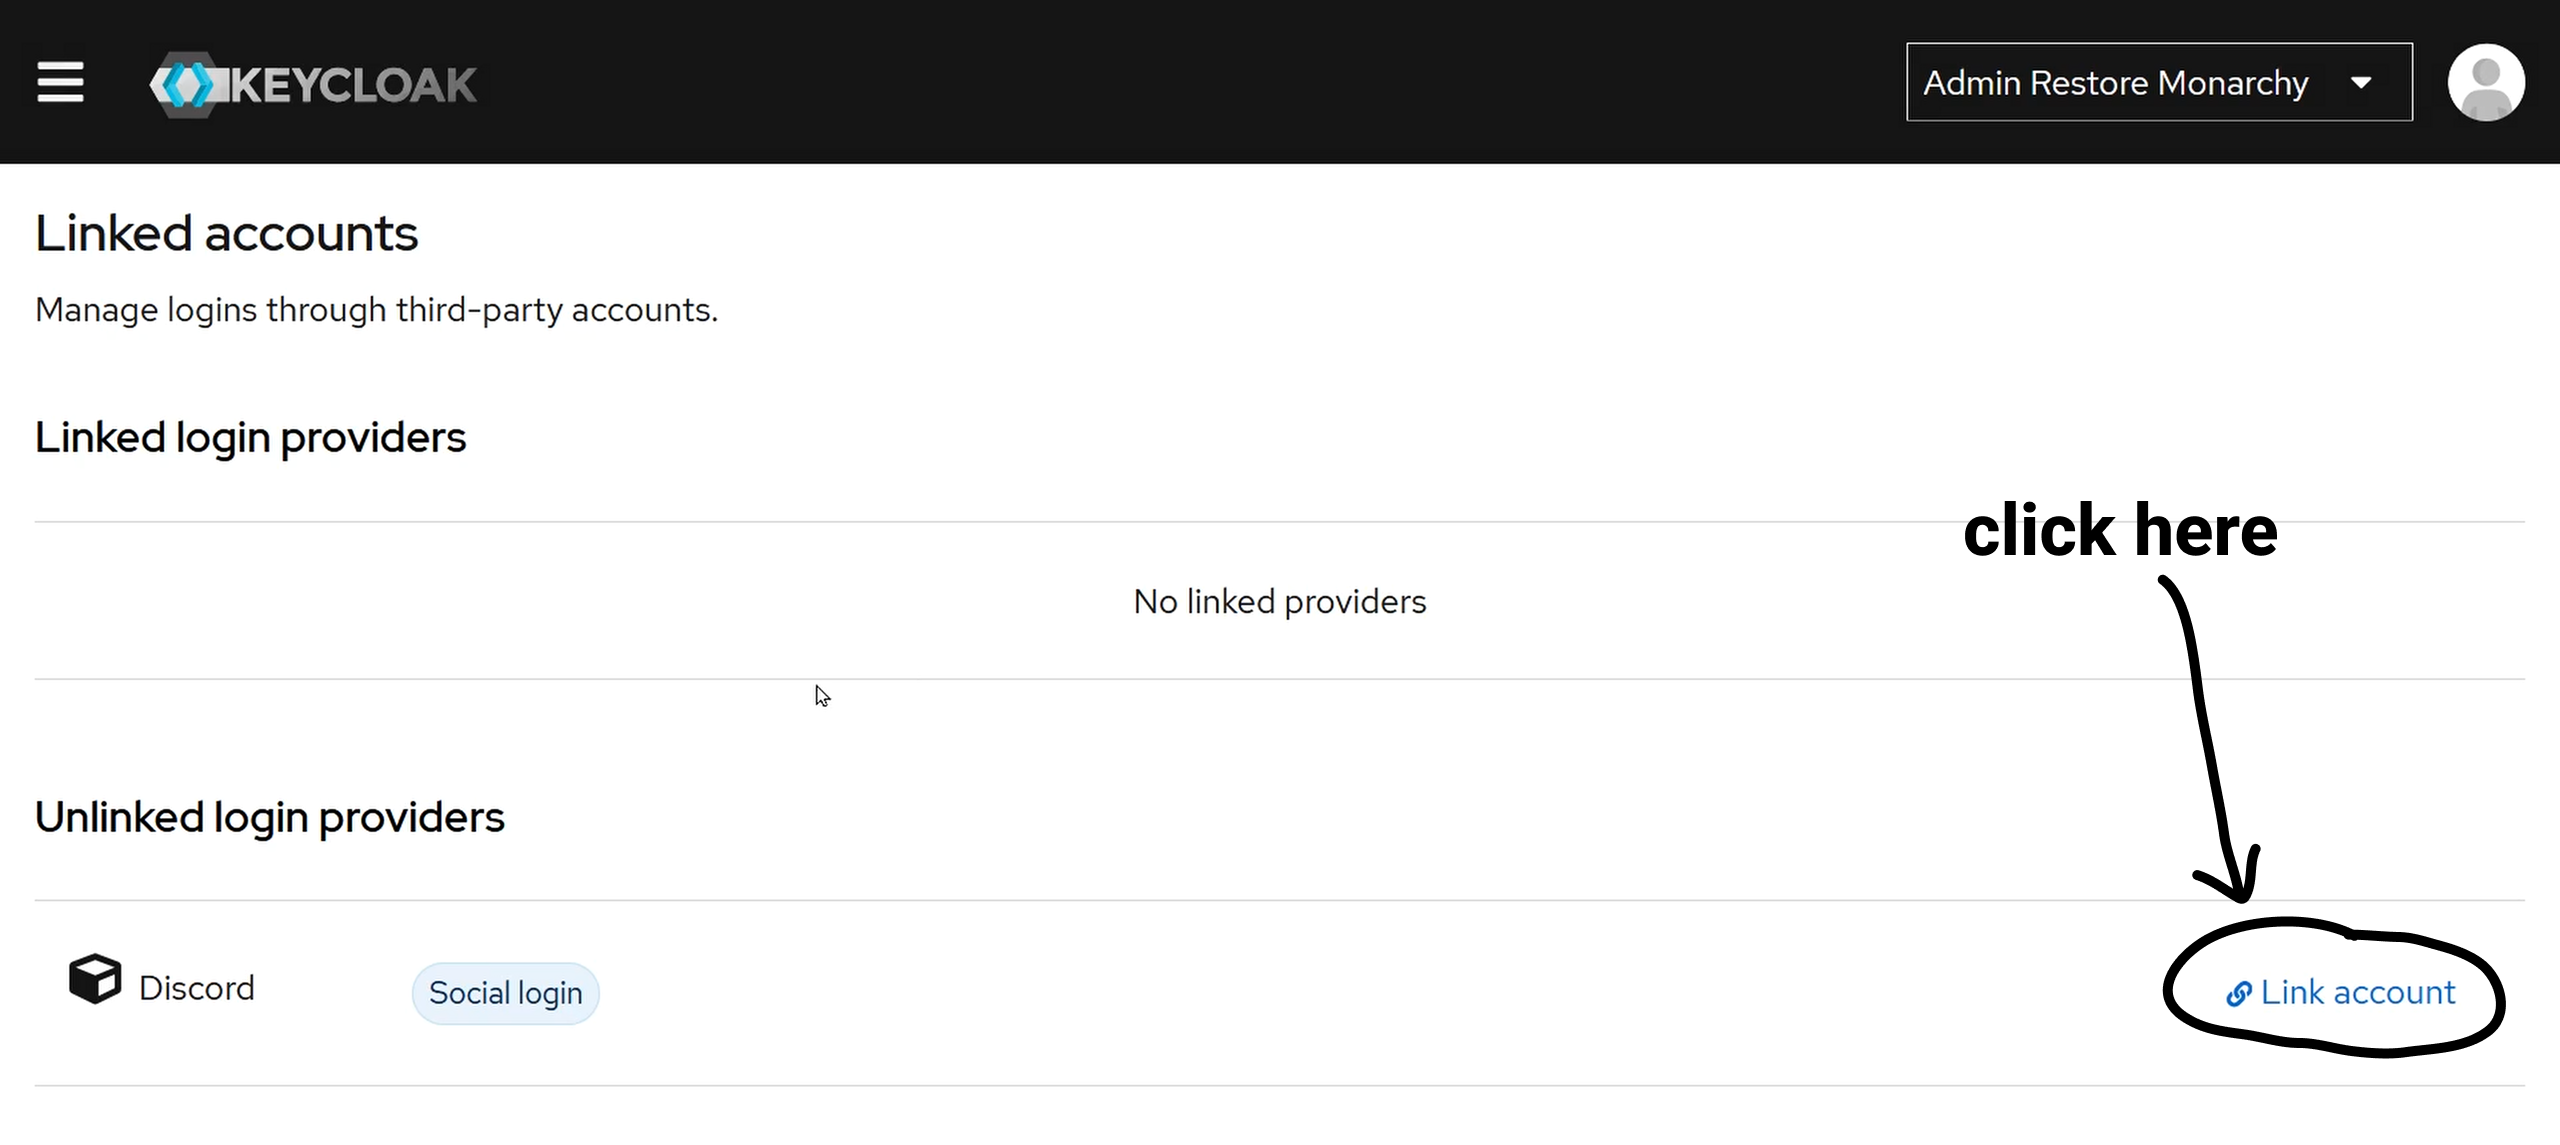 KEYCLOAK
Admin Restore Monarchy
Linked accounts
Manage logins through third-party accounts.
Linked login providers
click here
No linked providers
Unlinked login providers
Discord
Social login
Link account